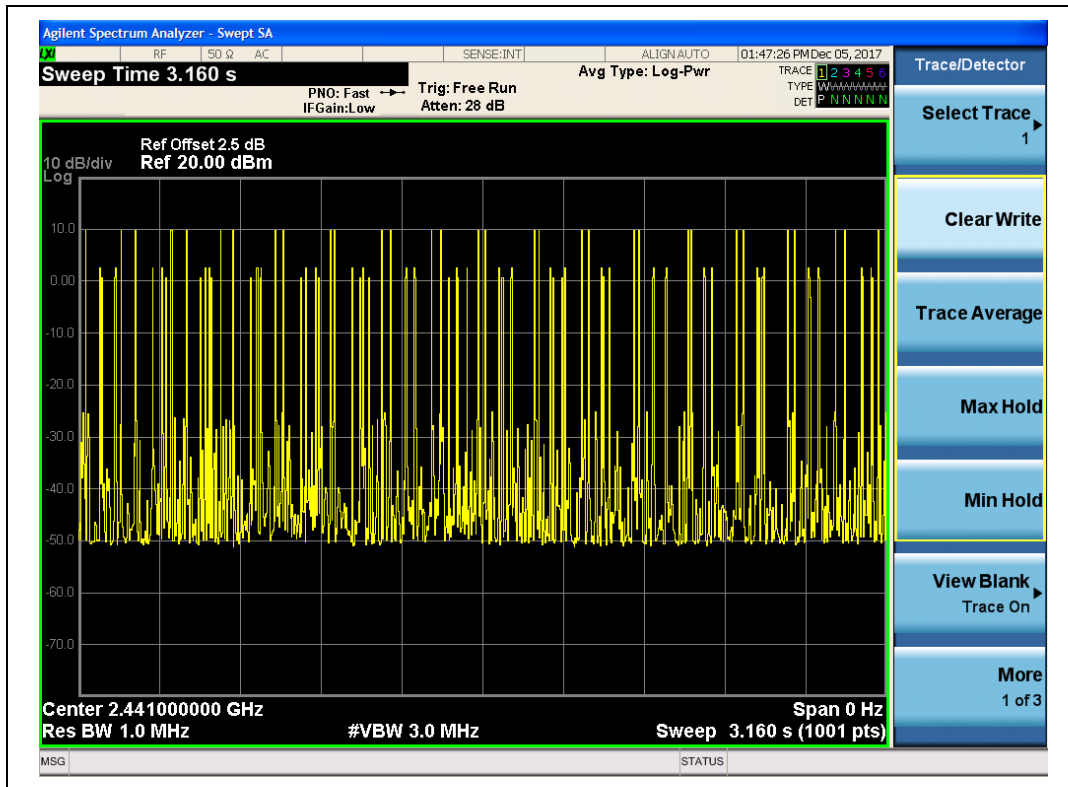 Agilent Spectrum Analyzer - Swept SA
LXI RF 50 Ω AC SENSE:INT ALIGN AUTO 01:47:26 PM Dec 05, 2017
Sweep Time 3.160 s
PNO: Fast
IFGain:Low
Trig: Free Run
Atten: 28 dB
Avg Type: Log-Pwr
TRACE 1 2 3 4 5 6
TYPE WWWWWW
DET P N N N N N
Ref Offset 2.5 dB
10 dB/div Ref 20.00 dBm
Log
10.0
0.00
-10.0
-20.0
-30.0
-40.0
-50.0
-60.0
-70.0
Center 2.441000000 GHz Span 0 Hz
Res BW 1.0 MHz #VBW 3.0 MHz Sweep 3.160 s (1001 pts)
MSG STATUS
Trace/Detector
Select Trace
1
Clear Write
Trace Average
Max Hold
Min Hold
View Blank
Trace On
More
1 of 3